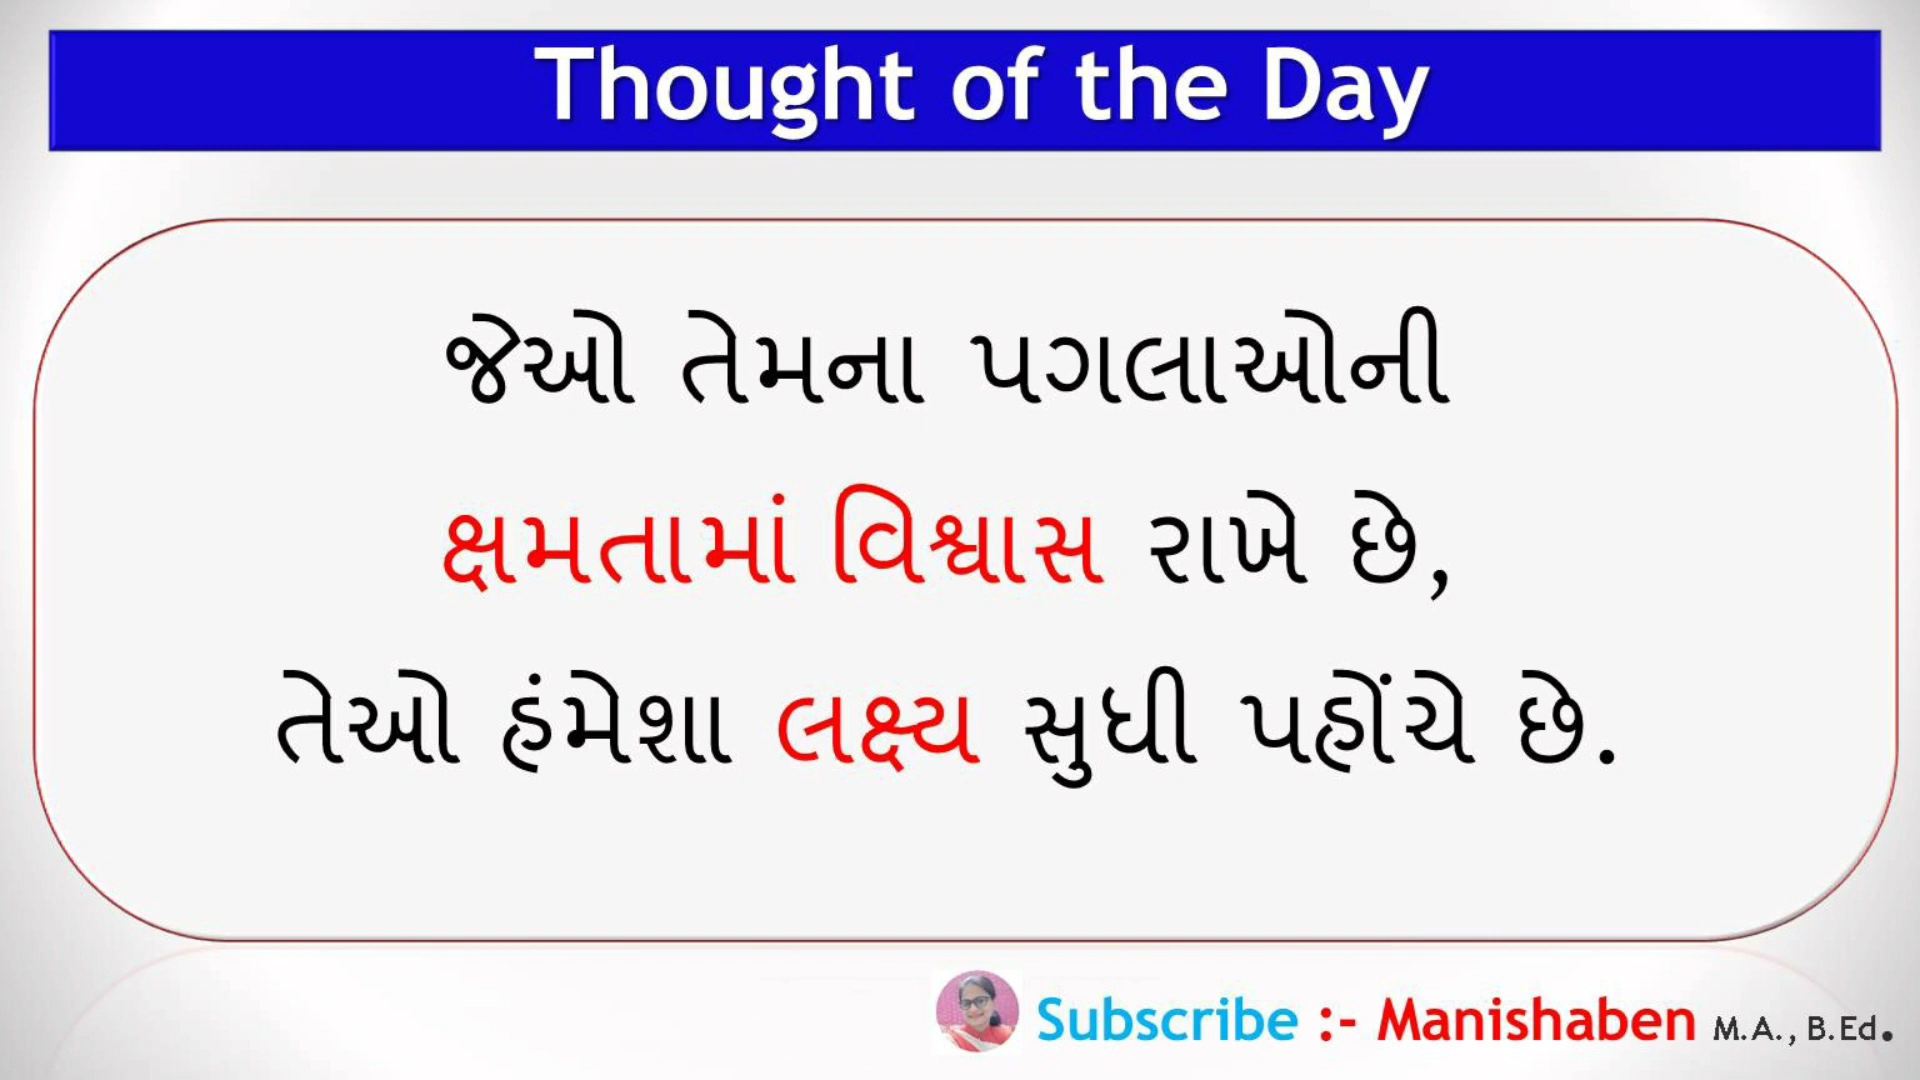 Thought of the Day
જેઓ તેમના પગલાઓની
ક્ષમતામાં વિશ્વાસ રાખે છે,
તેઓ હંમેશા લક્ષ્ય સુધી પહોંચે છે.
Subscribe :- Manishaben M.A., B.Ed.